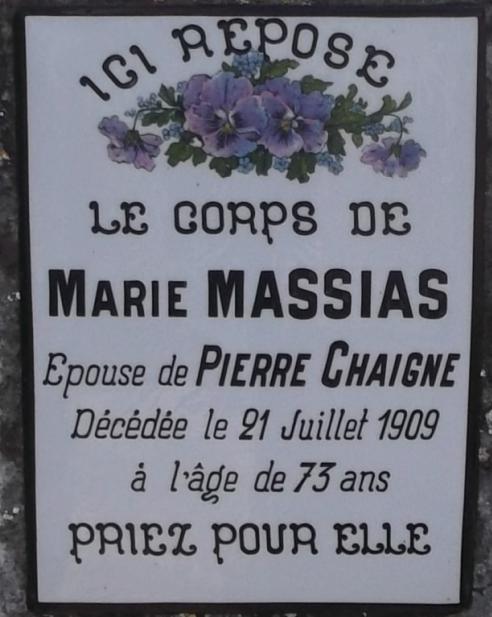 ICI REPOSE
LE CORPS DE
MARIE MASSIAS
Epouse de PIERRE CHAIGNE
Décédée le 21 Juillet 1909
à l'âge de 73 ans
PRIEZ POUR ELLE